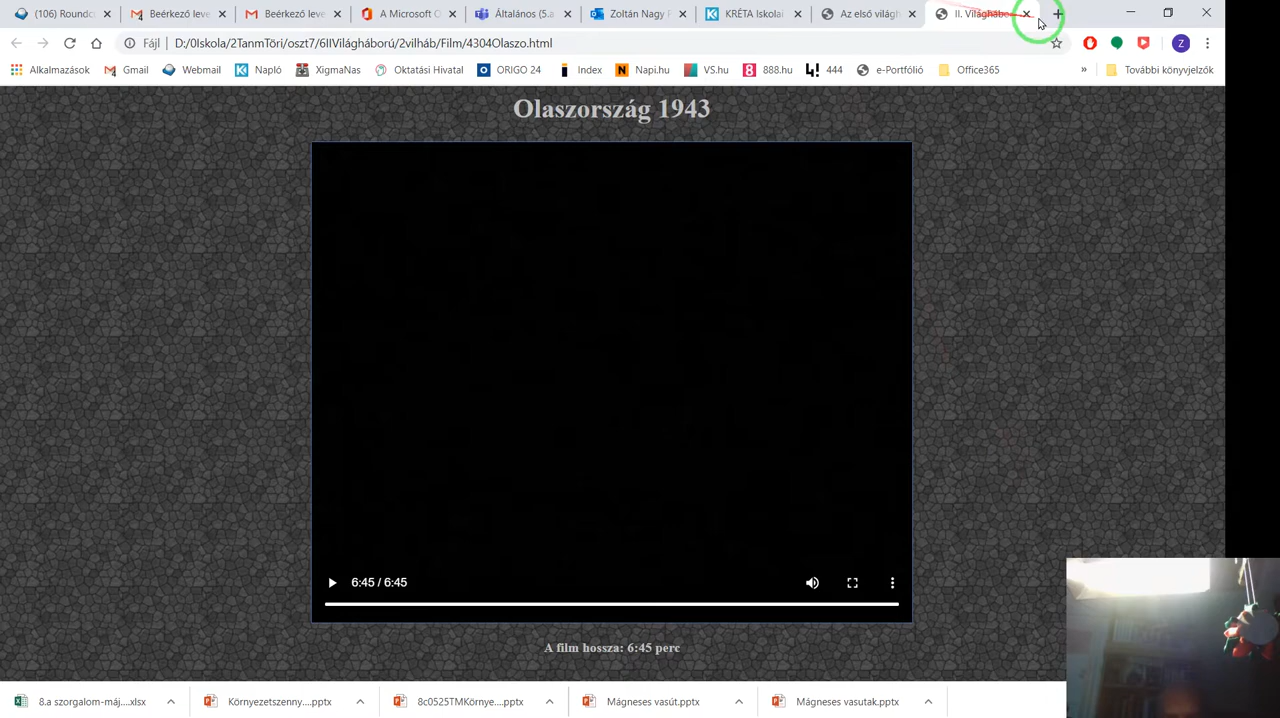 (106) Roundcu
Beérkező leve
Beérkező leve
A Microsoft O
Általános (5.a
Zoltán Nagy F
KRÉTA Iskolai
Az első világh
II. Világhábo
Fájl
D:/0Iskola/2TanmTöri/oszt7/6IIVilágháború/2vilháb/Film/4304Olaszo.html
Z
Alkalmazások
Gmail
Webmail
Napló
XigmaNas
Oktatási Hivatal
ORIGO 24
Index
Napi.hu
VS.hu
888.hu
444
e-Portfólió
Office365
»
További könyvjelzők
Olaszország 1943
6:45 / 6:45
A film hossza: 6:45 perc
8.a szorgalom-máj....xlsx
Környezetszenny....pptx
8c0525TMKörnye....pptx
Mágneses vasút.pptx
Mágneses vasutak.pptx